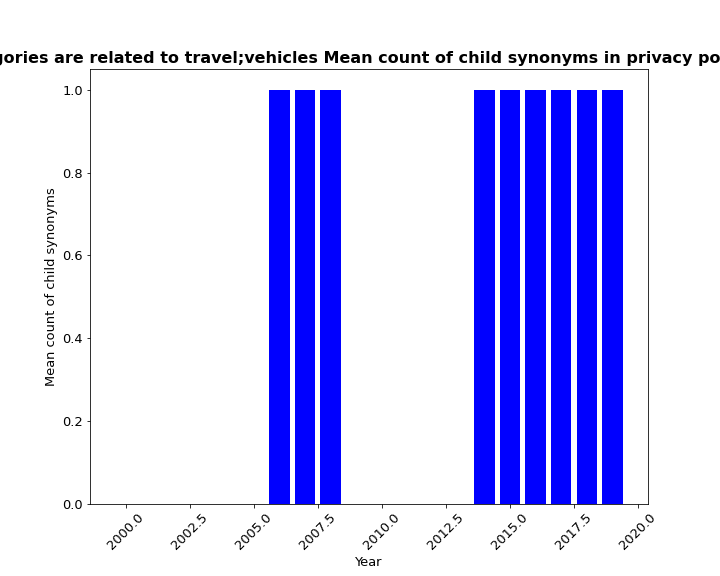 gories are related to travel;vehicles Mean count of child synonyms in privacy po
1.0
0.8
0.6
0.4
0.2
0.0
Mean count of child synonyms
2000.0 2002.5 2005.0 2007.5 2010.0 2012.5 2015.0 2017.5 2020.0
Year